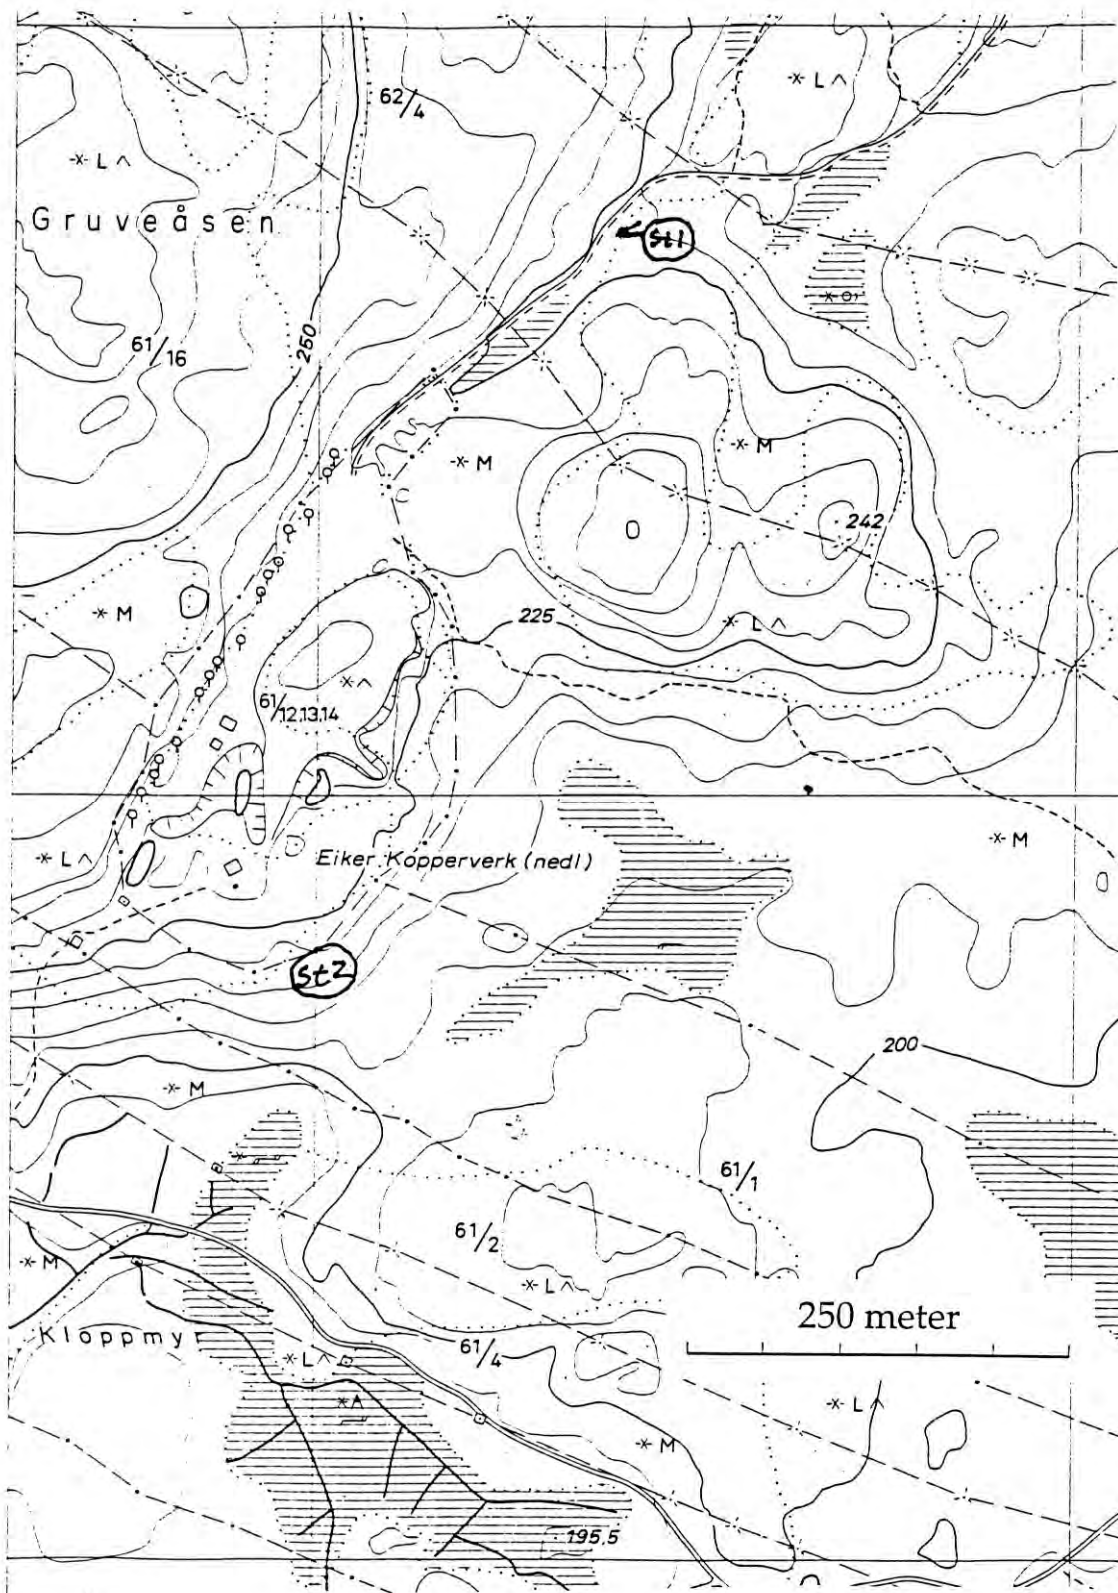 L
62/4
L
Gruveåsen
St1
61/16
250
M
M
242
M
225
L
61/12.13.14
L
Eiker Kopperverk (nedl)
M
St2
200
M
61/1
61/2
L
M
250 meter
Kloppmyr
61/4
L
L
M
195,5